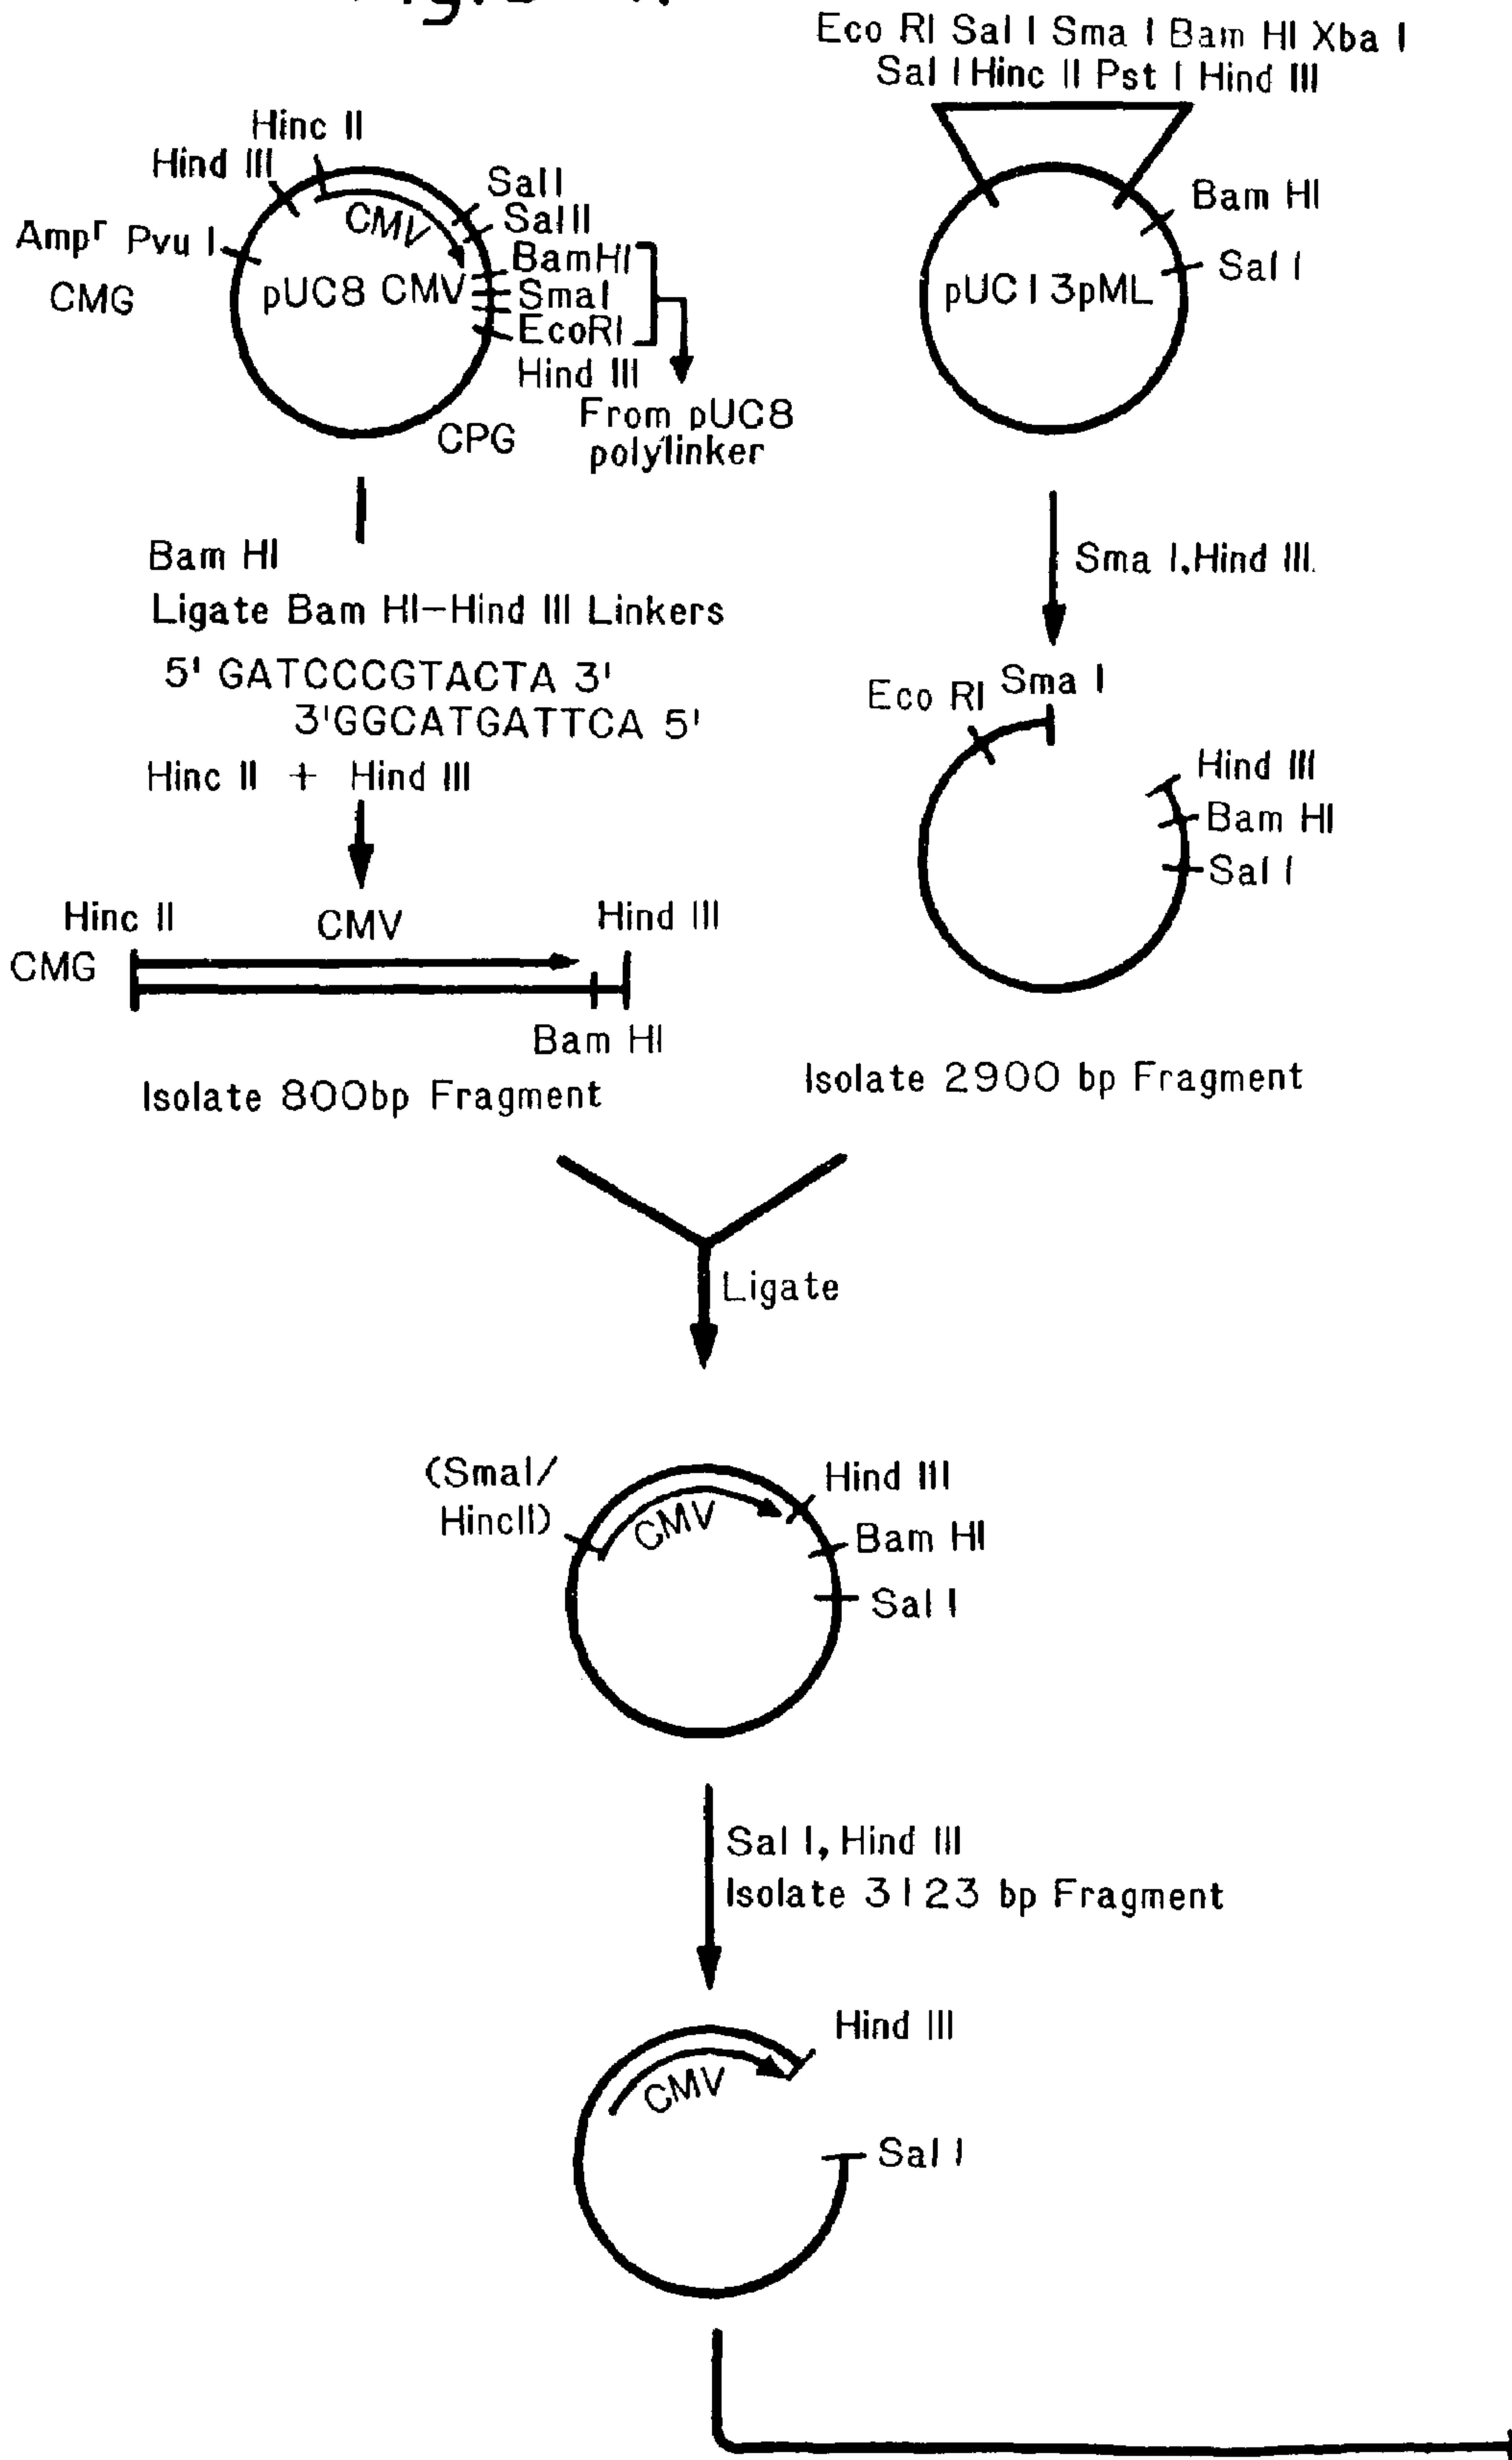 Eco RI Sal I Sma I Bam HI Xba I
Sal I Hinc II Pst I Hind III
Hinc II
Hind III
Ampr Pvu I
CMG
CMV
pUC8 CMV
SalI
SalII
BamHI
SmaI
EcoRI
Hind III
From pUC8
polylinker
CPG
Bam HI
Sal I
pUC13pML
Bam HI
Ligate Bam HI-Hind III Linkers
5' GATCCCGTACTA 3'
3'GGCATGATTCA 5'
Hinc II + Hind III
Sma I, Hind III.
Eco RI
Sma I
Hind III
Bam HI
Sal I
Hinc II
CMV
Hind III
CMG
Bam HI
Isolate 800bp Fragment
Isolate 2900 bp Fragment
Ligate
(SmaI/
HincII)
CMV
Hind III
Bam HI
Sal I
Sal I, Hind III
Isolate 3123 bp Fragment
Hind III
CMV
Sal I